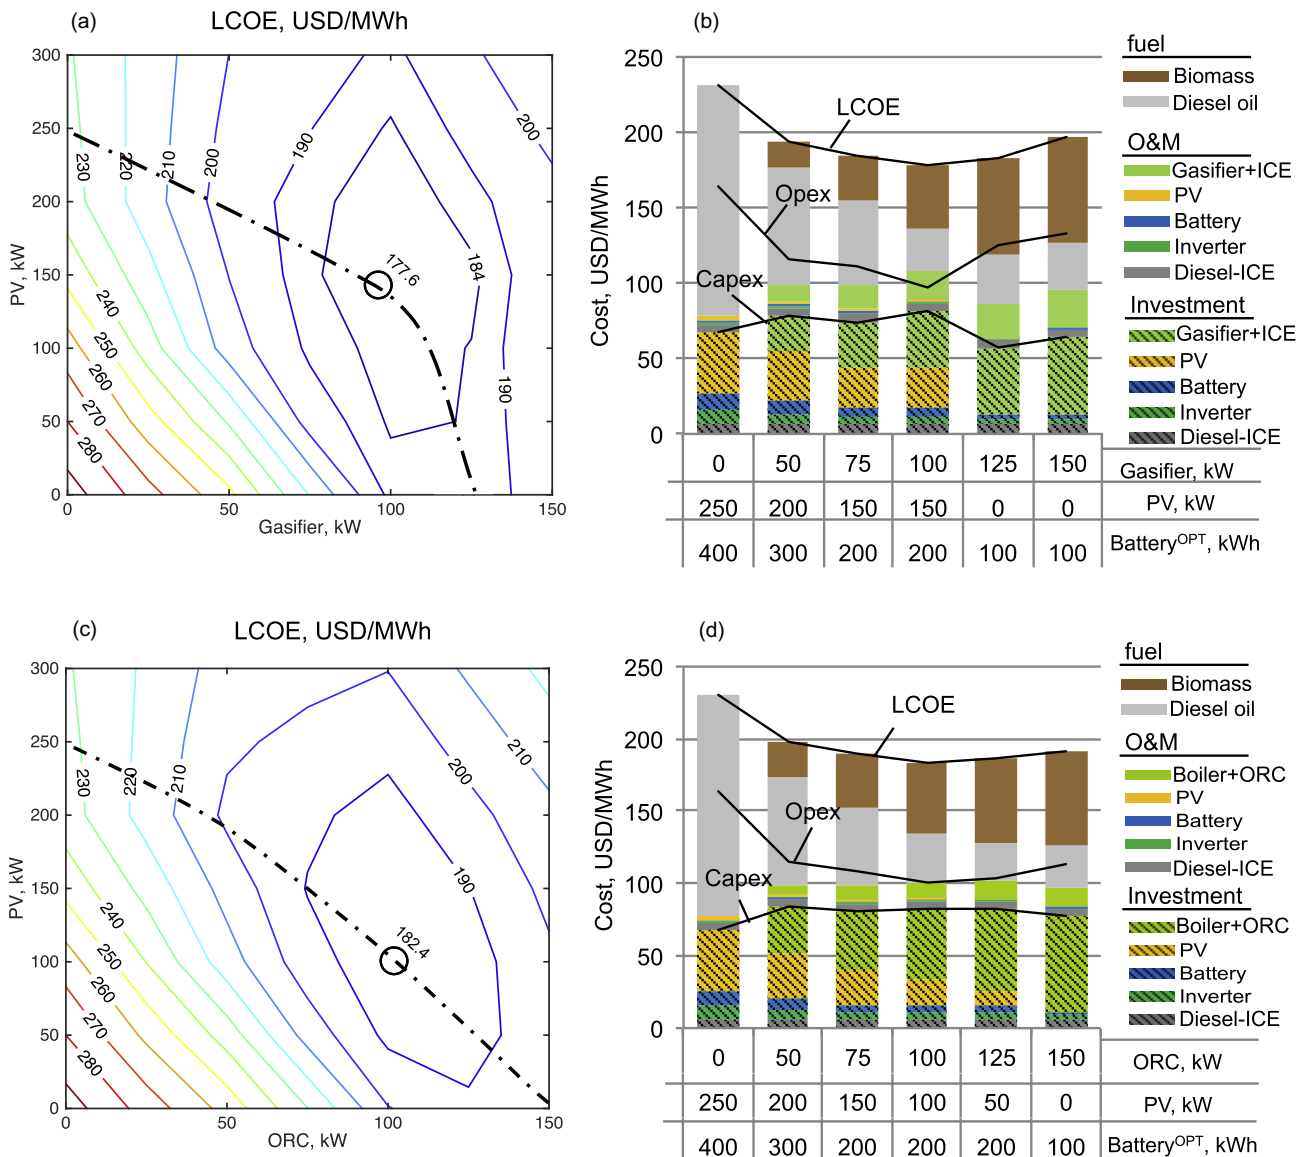 (a)
LCOE, USD/MWh
300
250
200
150
100
50
0
PV, kW
230
220
210
200
190
200
240
250
260
270
280
177.6
184
190
0
50
100
150
Gasifier, kW
(b)
250
200
150
100
50
0
Cost, USD/MWh
LCOE
Opex
Capex
fuel
Biomass
Diesel oil
O&M
Gasifier+ICE
PV
Battery
Inverter
Diesel-ICE
Investment
Gasifier+ICE
PV
Battery
Inverter
Diesel-ICE
0 50 75 100 125 150 Gasifier, kW
250 200 150 150 0 0 PV, kW
400 300 200 200 100 100 Battery^OPT, kWh
(c)
LCOE, USD/MWh
300
250
200
150
100
50
0
PV, kW
230
220
210
200
210
240
250
260
270
280
190
182.4
0
50
100
150
ORC, kW
(d)
250
200
150
100
50
0
Cost, USD/MWh
LCOE
Opex
Capex
fuel
Biomass
Diesel oil
O&M
Boiler+ORC
PV
Battery
Inverter
Diesel-ICE
Investment
Boiler+ORC
PV
Battery
Inverter
Diesel-ICE
0 50 75 100 125 150 ORC, kW
250 200 150 100 50 0 PV, kW
400 300 200 200 200 100 Battery^OPT, kWh